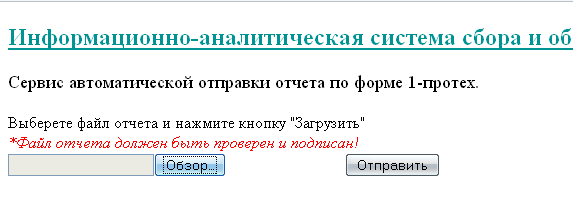 Информационно-аналитическая система сбора и об
Сервис автоматической отправки отчета по форме 1-протех.
Выберете файл отчета и нажмите кнопку "Загрузить"
*Файл отчета должен быть проверен и подписан!
Обзор... Отправить